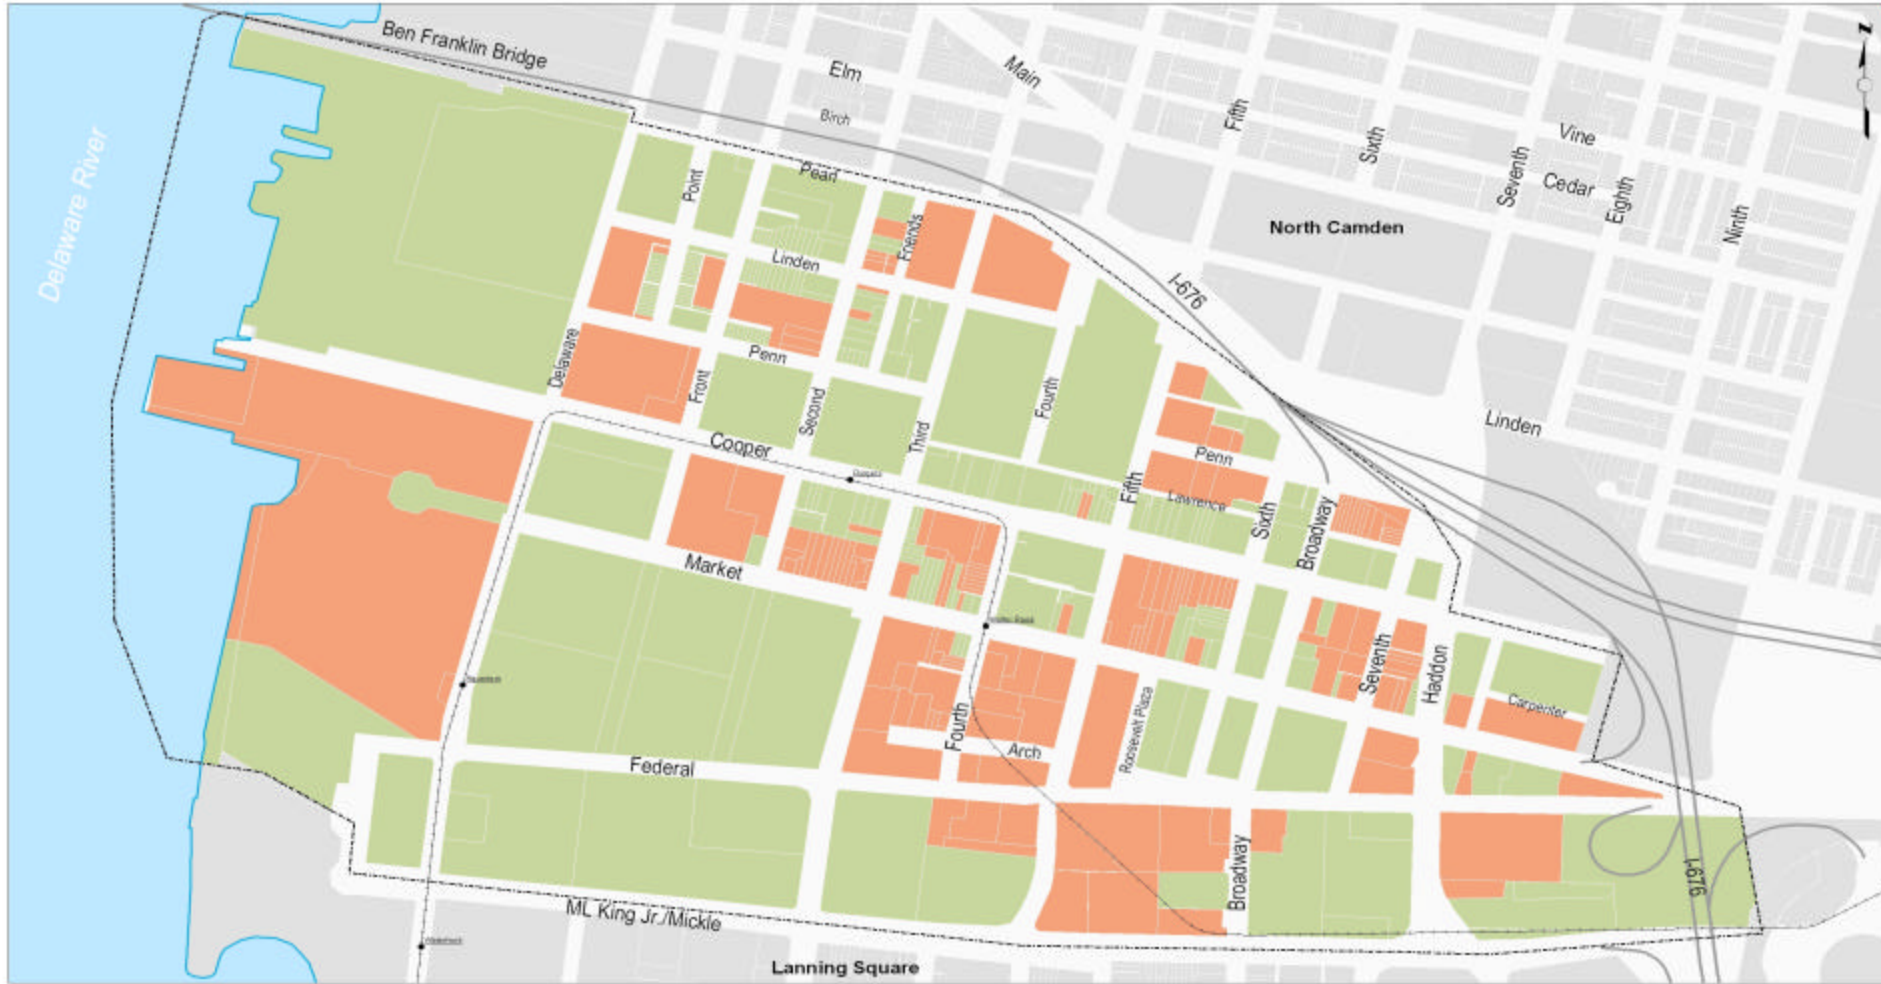 Ben Franklin Bridge
Elm
Main
Birch
Fifth
Sixth
Vine
Cedar
Seventh
Eighth
Ninth
Z
Delaware River
Point
Pearl
Friends
North Camden
Linden
I-676
Delaware
Penn
Front
Second
Third
Fourth
Linden
Cooper
Fifth
Penn
Lawrence
Sixth
Broadway
Market
Seventh
Haddon
Carpenter
Fourth
Arch
Roosevelt Plaza
Federal
Broadway
I-676
ML King Jr./Mickle
Lanning Square